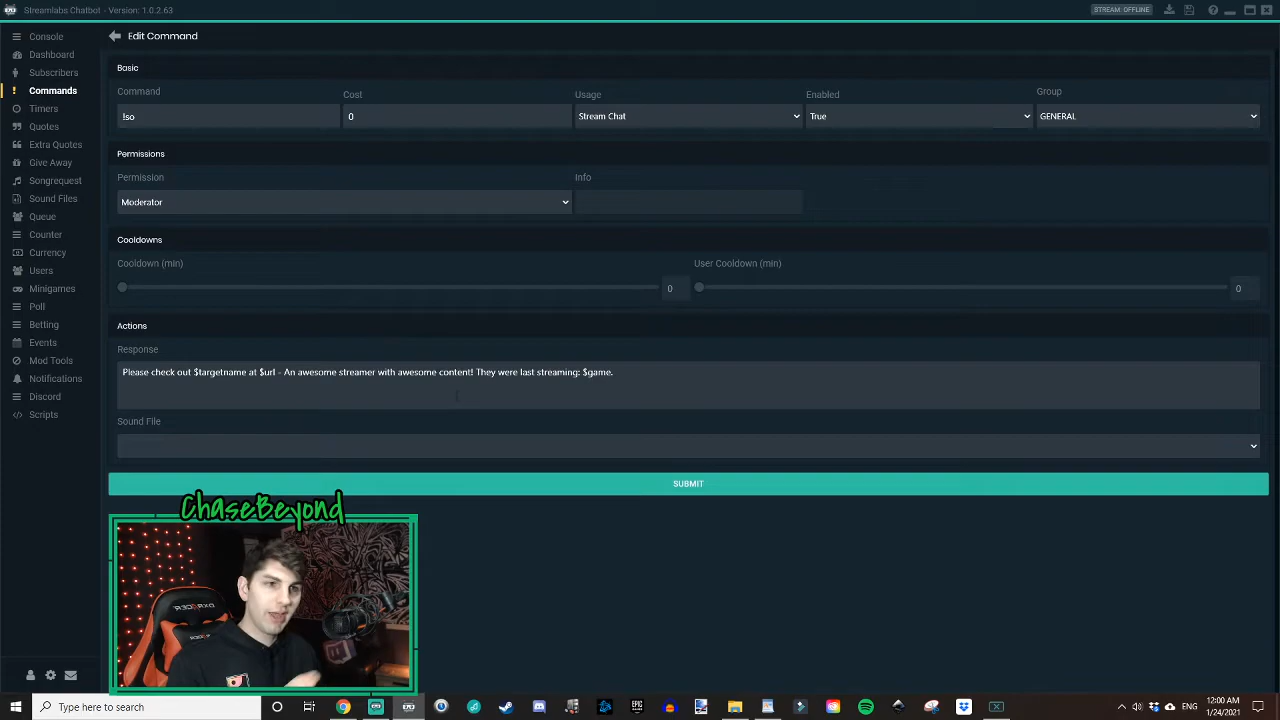 Streamlabs Chatbot - Version: 1.0.2.63
STREAM: OFFLINE
Console
Dashboard
Subscribers
Commands
Timers
Quotes
Extra Quotes
Give Away
Songrequest
Sound Files
Queue
Counter
Currency
Users
Minigames
Poll
Betting
Events
Mod Tools
Notifications
Discord
Scripts
Edit Command
Basic
Command
Cost
Usage
Enabled
Group
!so
0
Stream Chat
True
GENERAL
Permissions
Permission
Info
Moderator
Cooldowns
Cooldown (min)
User Cooldown (min)
0
0
Actions
Response
Please check out $targetname at $url - An awesome streamer with awesome content! They were last streaming: $game.
Sound File
SUBMIT
ChaseBeyond
Type here to search
12:00 AM
1/24/2021